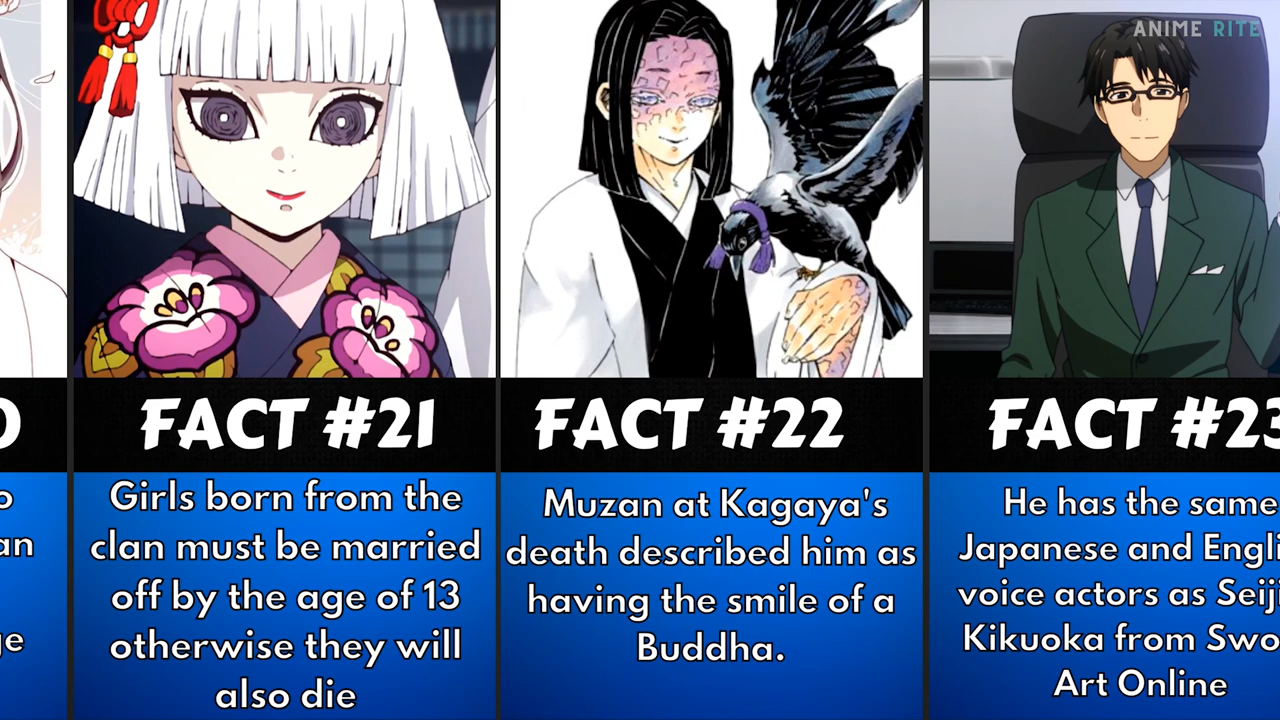 ANIME RITE
FACT #21
Girls born from the
clan must be married
off by the age of 13
otherwise they will
also die
FACT #22
Muzan at Kagaya's
death described him as
having the smile of a
Buddha.
FACT #23
He has the same
Japanese and Engli
voice actors as Seiji
Kikuoka from Swo
Art Online